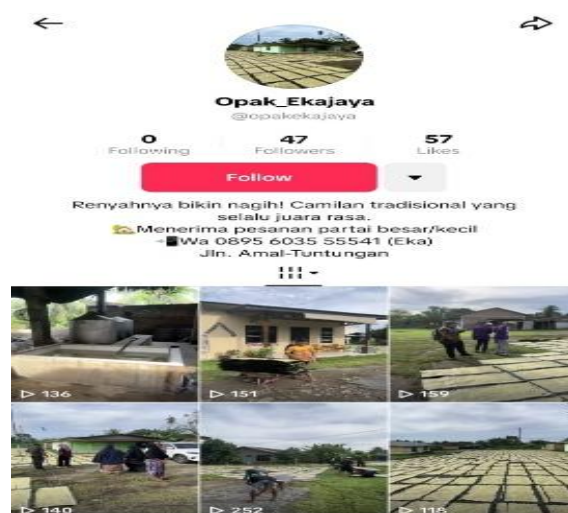 Opak_Ekajaya
@opakekajaya
0 47 57
Following Followers Likes
Follow
Renyahnya bikin nagih! Camilan tradisional yang
selalu juara rasa.
🏡Menerima pesanan partai besar/kecil
📱Wa 0895 6035 55541 (Eka)
Jln. Amal-Tuntungan
136 151 159
140 252 118